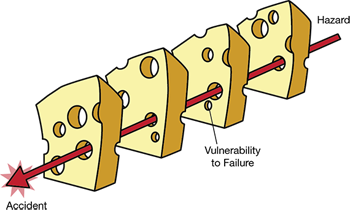 Hazard
Vulnerability
to Failure
Accident